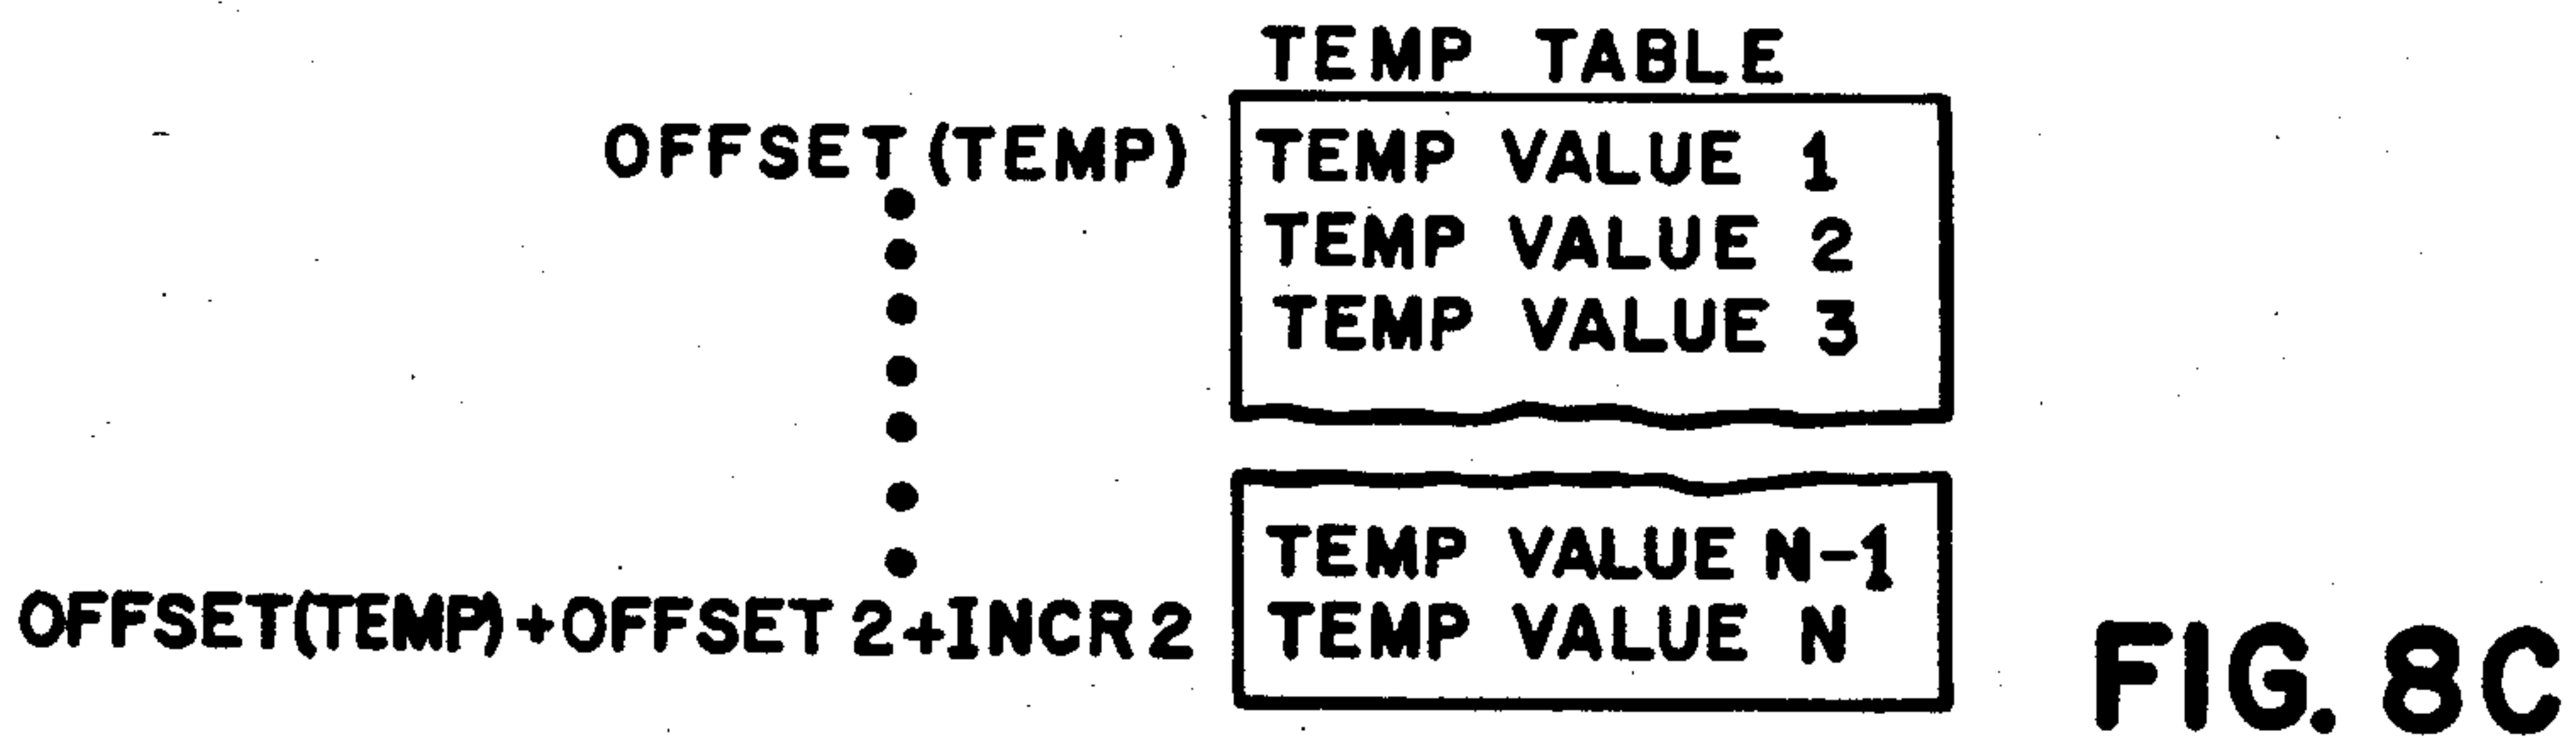 TEMP TABLE
OFFSET (TEMP) TEMP VALUE 1
TEMP VALUE 2
TEMP VALUE 3
TEMP VALUE N-1
OFFSET(TEMP)+OFFSET 2+INCR 2 TEMP VALUE N
FIG. 8C